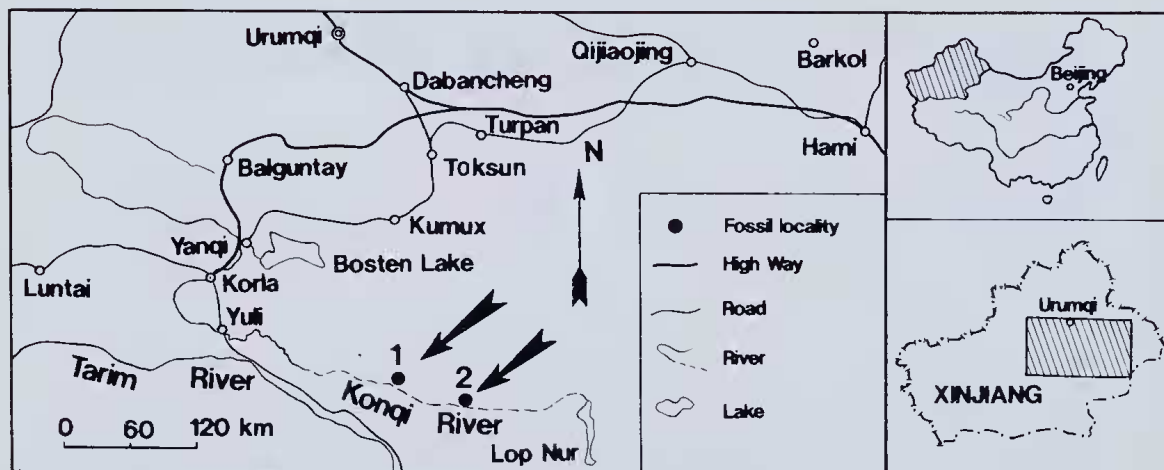 Urumqi
Qijiaojing
Barkol
Dabancheng
Turpan
Hami
Balguntay
Toksun
N
Kumux
Yanqi
Bosten Lake
Korla
Luntai
Yuli
1
2
Tarim River
Konqi River
Lop Nur
0 60 120 km
Fossil locality
High Way
Road
River
Lake
Beijing
Urumqi
XINJIANG